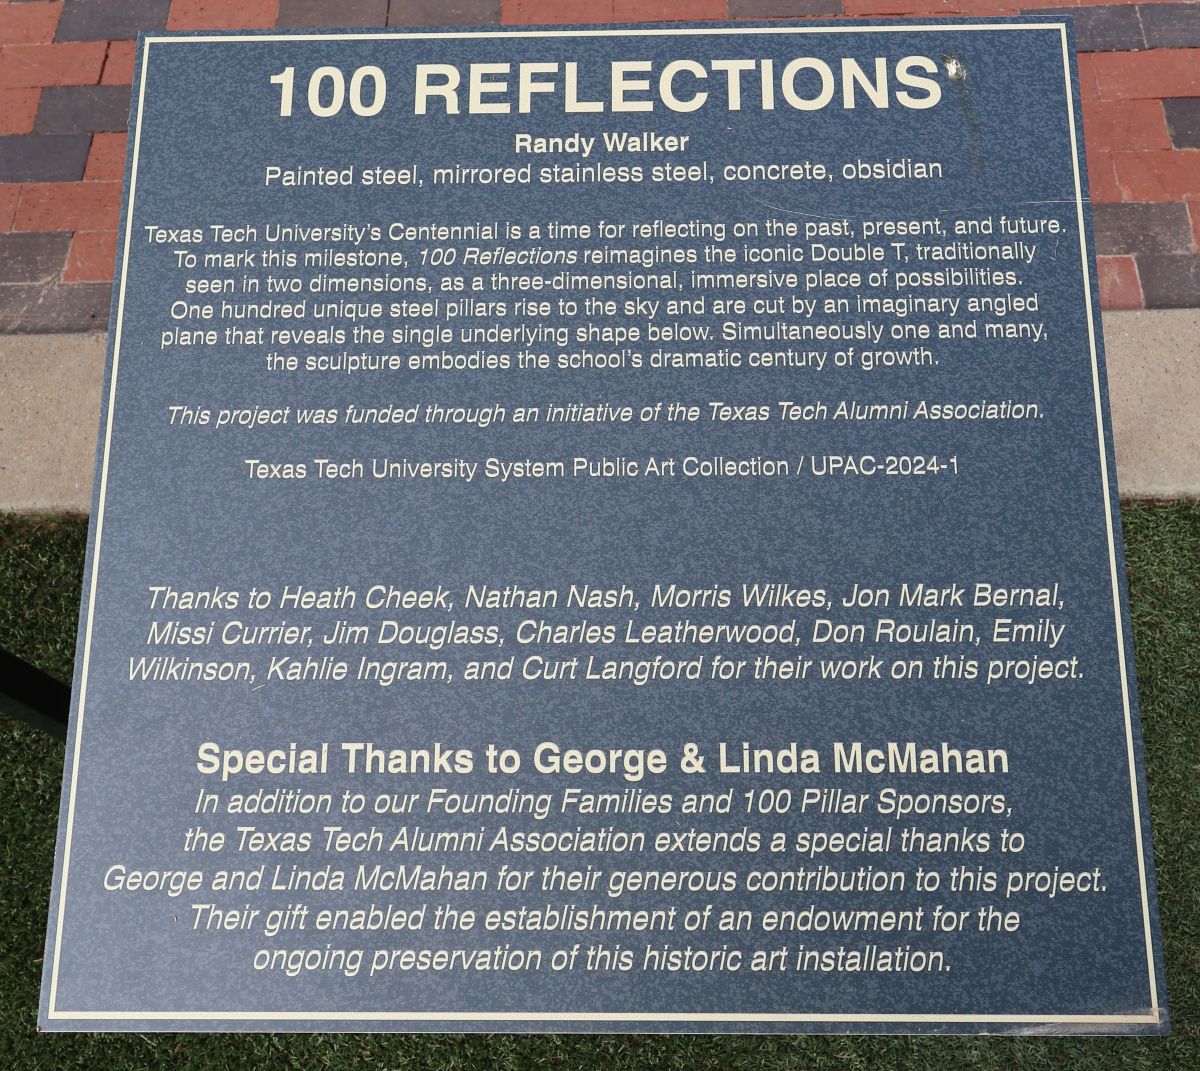 100 REFLECTIONS
Randy Walker
Painted steel, mirrored stainless steel, concrete, obsidian
Texas Tech University's Centennial is a time for reflecting on the past, present, and future.
To mark this milestone, 100 Reflections reimagines the iconic Double T, traditionally
seen in two dimensions, as a three-dimensional, immersive place of possibilities.
One hundred unique steel pillars rise to the sky and are cut by an imaginary angled
plane that reveals the single underlying shape below. Simultaneously one and many,
the sculpture embodies the school's dramatic century of growth.
This project was funded through an initiative of the Texas Tech Alumni Association.
Texas Tech University System Public Art Collection / UPAC-2024-1
Thanks to Heath Cheek, Nathan Nash, Morris Wilkes, Jon Mark Bernal,
Missi Currier, Jim Douglass, Charles Leatherwood, Don Roulain, Emily
Wilkinson, Kahlie Ingram, and Curt Langford for their work on this project.
Special Thanks to George & Linda McMahan
In addition to our Founding Families and 100 Pillar Sponsors,
the Texas Tech Alumni Association extends a special thanks to
George and Linda McMahan for their generous contribution to this project.
Their gift enabled the establishment of an endowment for the
ongoing preservation of this historic art installation.